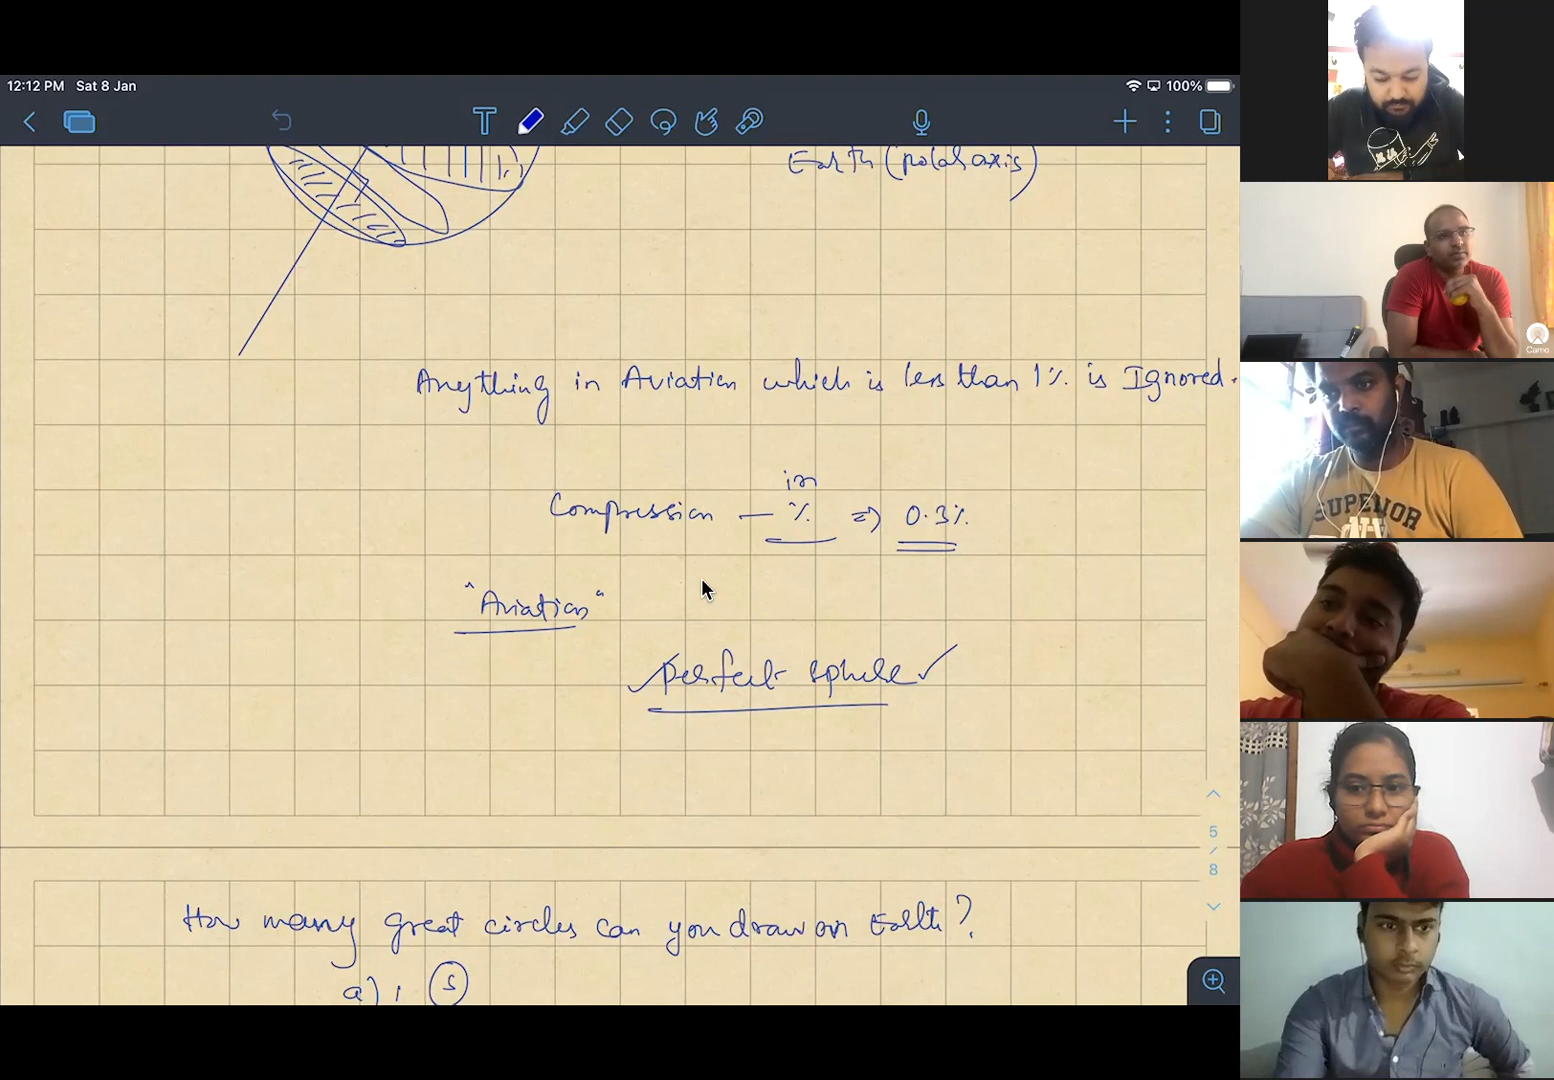 12:12 PM Sat 8 Jan
100%
Earth (polar axis)
Anything in Aviation which is less than 1% is Ignored.
in
Compression — % => 0.3%
"Aviation"
perfect sphere
5
/
8
How many great circles can you draw on Earth?
a) 1 (s)
Camo
SUPERIOR